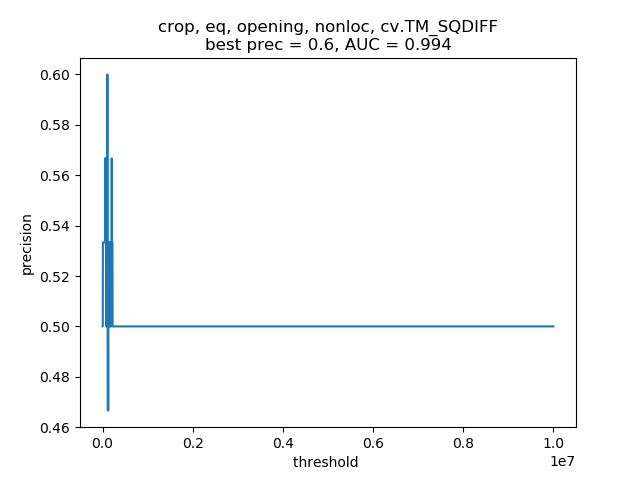 crop, eq, opening, nonloc, cv.TM_SQDIFF
best prec = 0.6, AUC = 0.994
0.60
0.58
0.56
0.54
0.52
0.50
0.48
0.46
precision
0.0 0.2 0.4 0.6 0.8 1.0
1e7
threshold